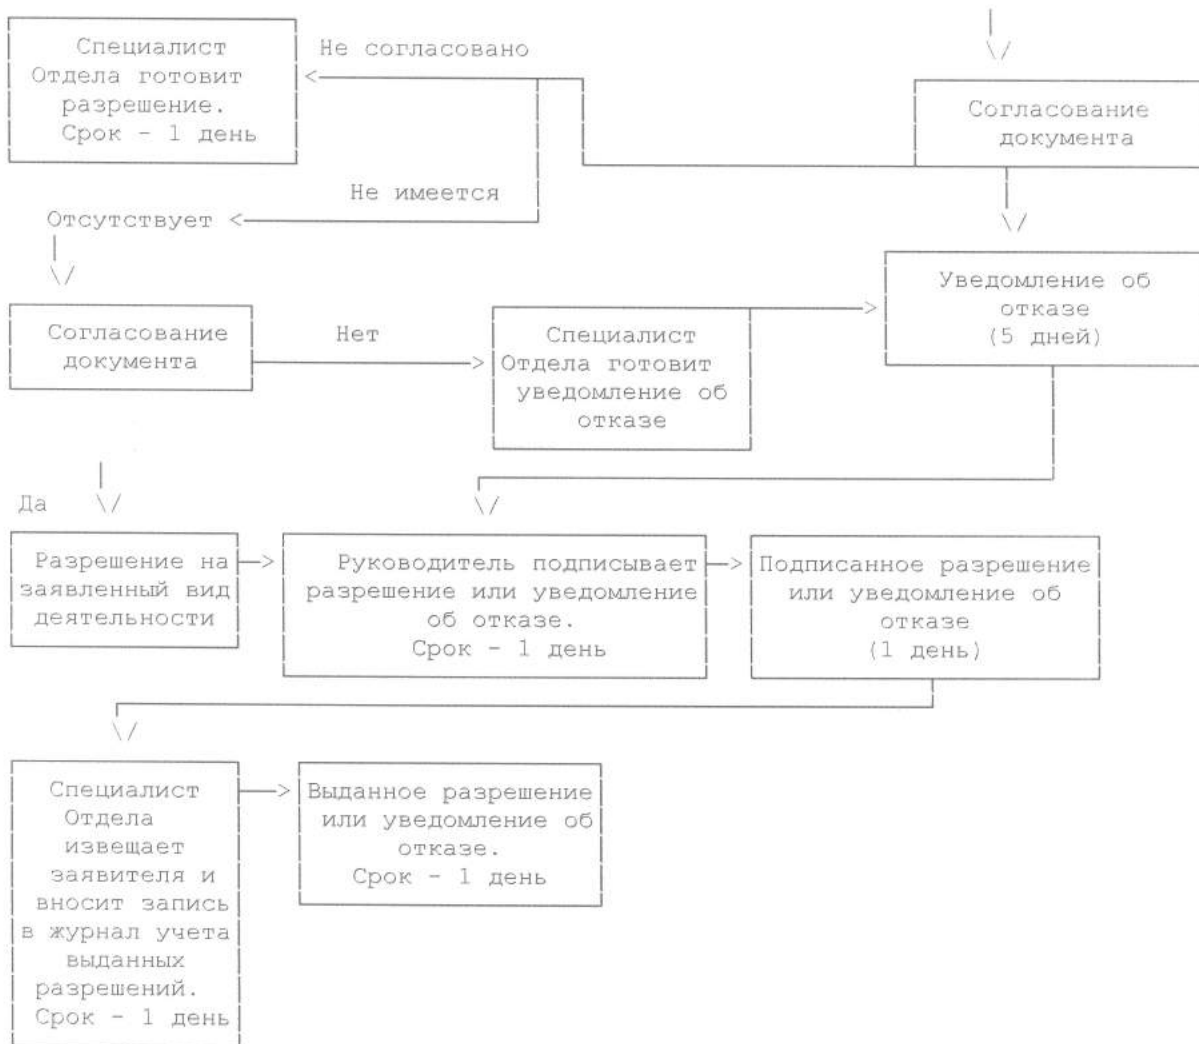 Специалист
Отдела готовит
разрешение.
Срок - 1 день
Не согласовано
Согласование
документа
Не имеется
Отсутствует
Уведомление об
отказе
(5 дней)
Согласование
документа
Нет
Специалист
Отдела готовит
уведомление об
отказе
Да
Разрешение на
заявленный вид
деятельности
Руководитель подписывает
разрешение или уведомление
об отказе.
Срок - 1 день
Подписанное разрешение
или уведомление об
отказе
(1 день)
Специалист
Отдела
извещает
заявителя и
вносит запись
в журнал учета
выданных
разрешений.
Срок - 1 день
Выданное разрешение
или уведомление об
отказе.
Срок - 1 день